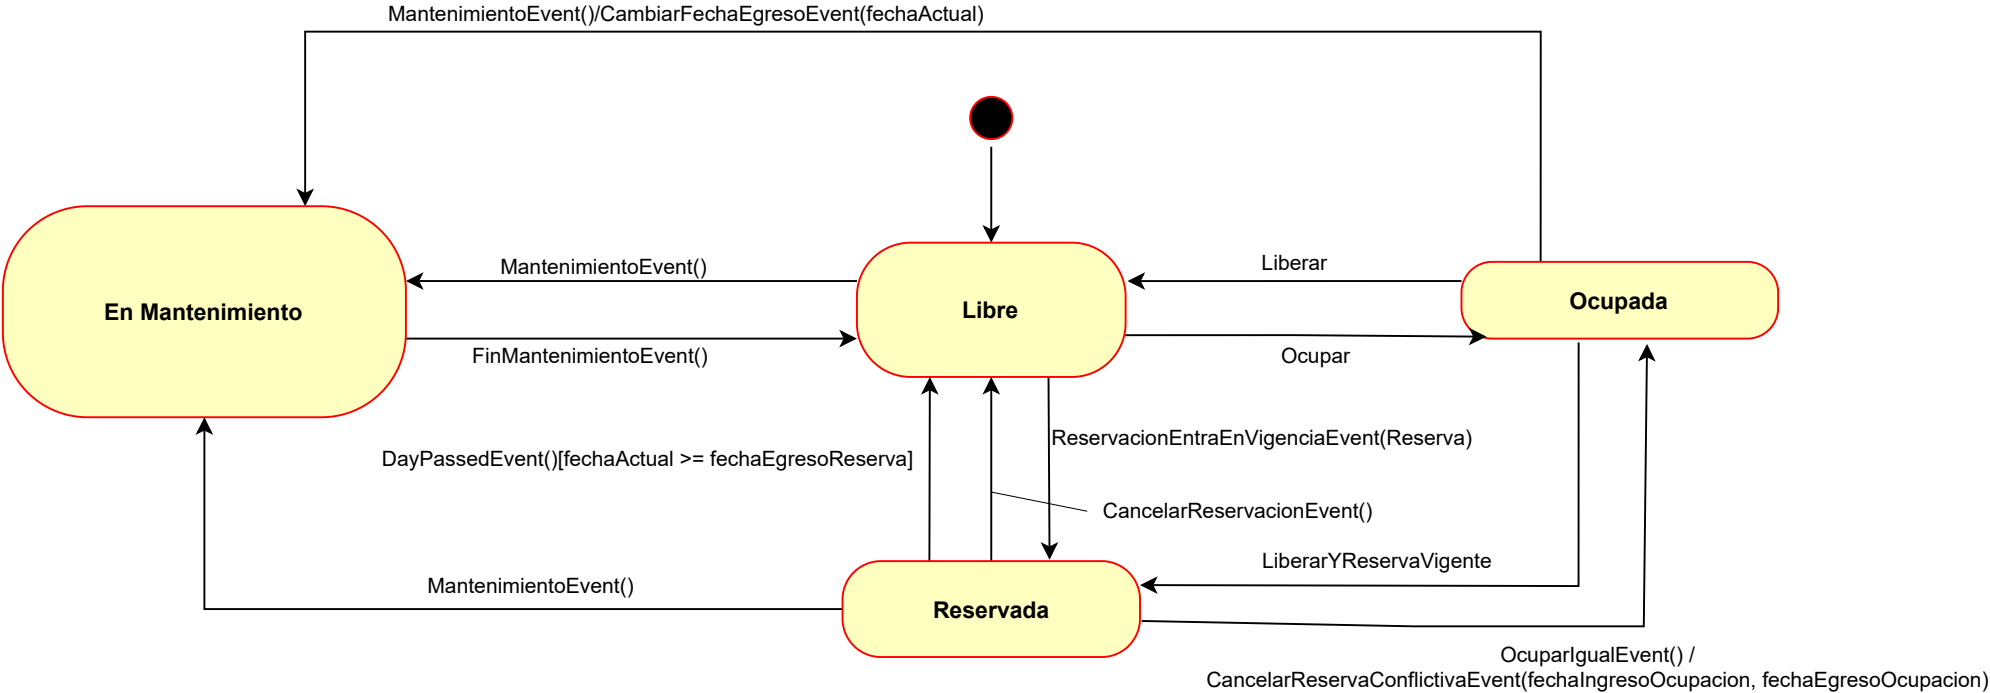 MantenimientoEvent()/CambiarFechaEgresoEvent(fechaActual)
MantenimientoEvent()
Liberar
En Mantenimiento
Libre
Ocupada
FinMantenimientoEvent()
Ocupar
ReservacionEntraEnVigenciaEvent(Reserva)
DayPassedEvent()[fechaActual >= fechaEgresoReserva]
CancelarReservacionEvent()
LiberarYReservaVigente
MantenimientoEvent()
Reservada
OcuparIgualEvent() /
CancelarReservaConflictivaEvent(fechaIngresoOcupacion, fechaEgresoOcupacion)